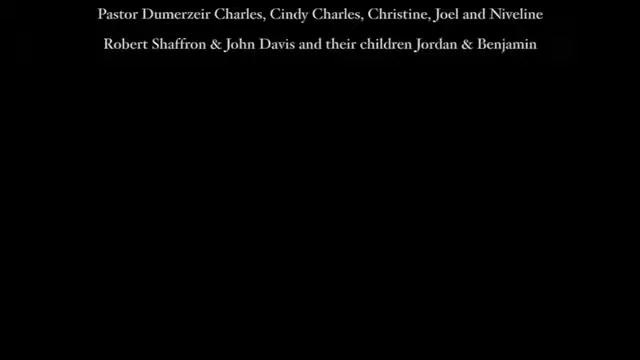 Pastor Dumerzeir Charles, Cindy Charles, Christine, Joel and Niveline
Robert Shaffron & John Davis and their children Jordan & Benjamin